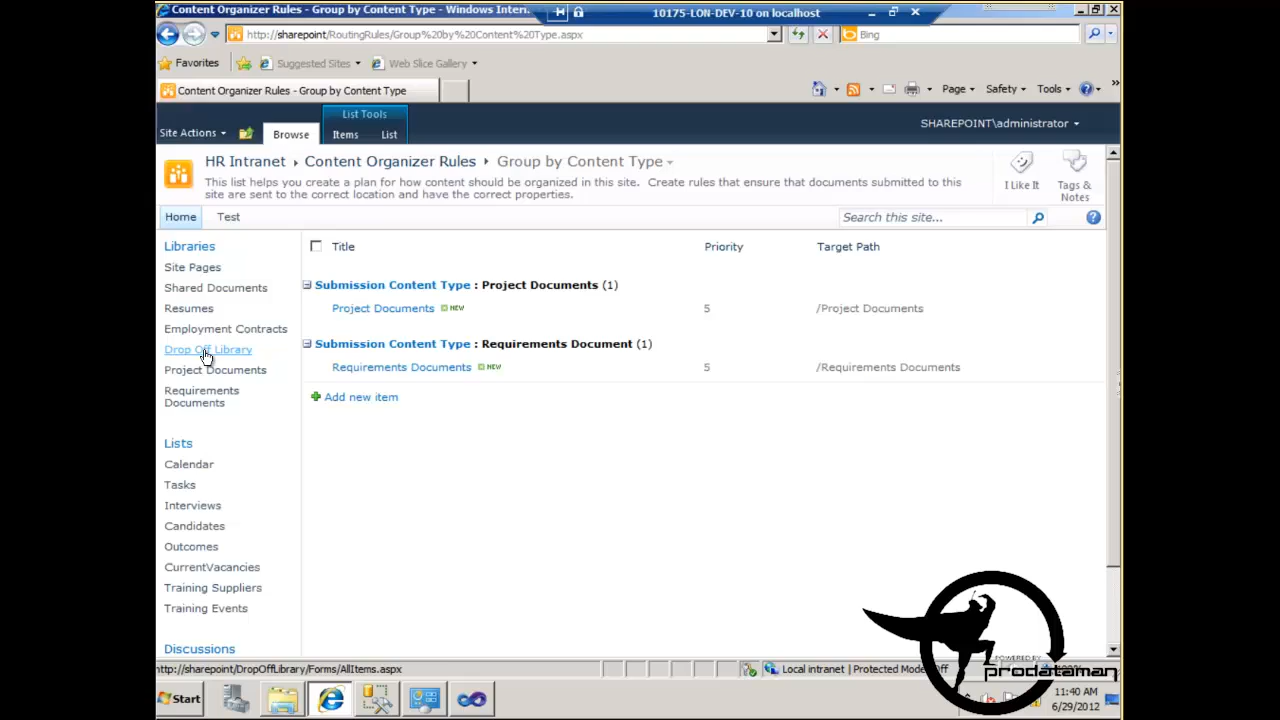 Content Organizer Rules - Group by Content Type - Windows Intern.
10175-LON-DEV-10 on localhost
http://sharepoint/RoutingRules/Group%20by%20Content%20Type.aspx
Bing
Favorites
Suggested Sites
Web Slice Gallery
Content Organizer Rules - Group by Content Type
Page
Safety
Tools
»
List Tools
Site Actions
Browse
Items
List
SHAREPOINT\administrator
HR Intranet
Content Organizer Rules
Group by Content Type
This list helps you create a plan for how content should be organized in this site. Create rules that ensure that documents submitted to this
site are sent to the correct location and have the correct properties.
I Like It
Tags &
Notes
Home
Test
Search this site...
Libraries
Site Pages
Shared Documents
Resumes
Employment Contracts
Drop Off Library
Project Documents
Requirements
Documents
Lists
Calendar
Tasks
Interviews
Candidates
Outcomes
CurrentVacancies
Training Suppliers
Training Events
Discussions
Title
Priority
Target Path
Submission Content Type : Project Documents (1)
Project Documents NEW
5
/Project Documents
Submission Content Type : Requirements Document (1)
Requirements Documents NEW
5
/Requirements Documents
Add new item
http://sharepoint/DropOffLibrary/Forms/AllItems.aspx
Local intranet | Protected Mode: Off
POWERED BY
prodataman
Start
11:40 AM
6/29/2012